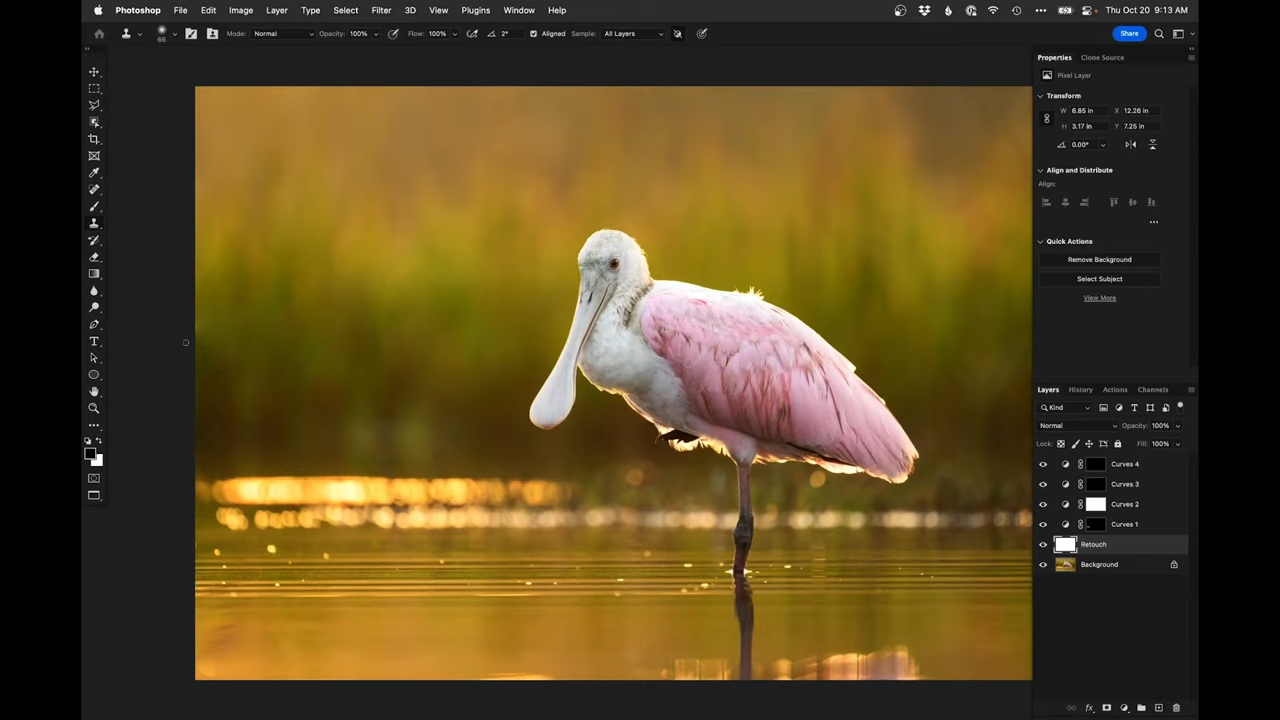 Photoshop File Edit Image Layer Type Select Filter 3D View Plugins Window Help Thu Oct 20 9:13 AM
66 Mode: Normal Opacity: 100% Flow: 100% 2° Aligned Sample: All Layers Share
Properties Clone Source
Pixel Layer
Transform
W 6.85 in X 12.26 in
H 3.17 in Y 7.25 in
0.00°
Align and Distribute
Align:
Quick Actions
Remove Background
Select Subject
View More
Layers History Actions Channels
Kind
Normal Opacity: 100%
Lock: Fill: 100%
Curves 4
Curves 3
Curves 2
Curves 1
Retouch
Background
fx